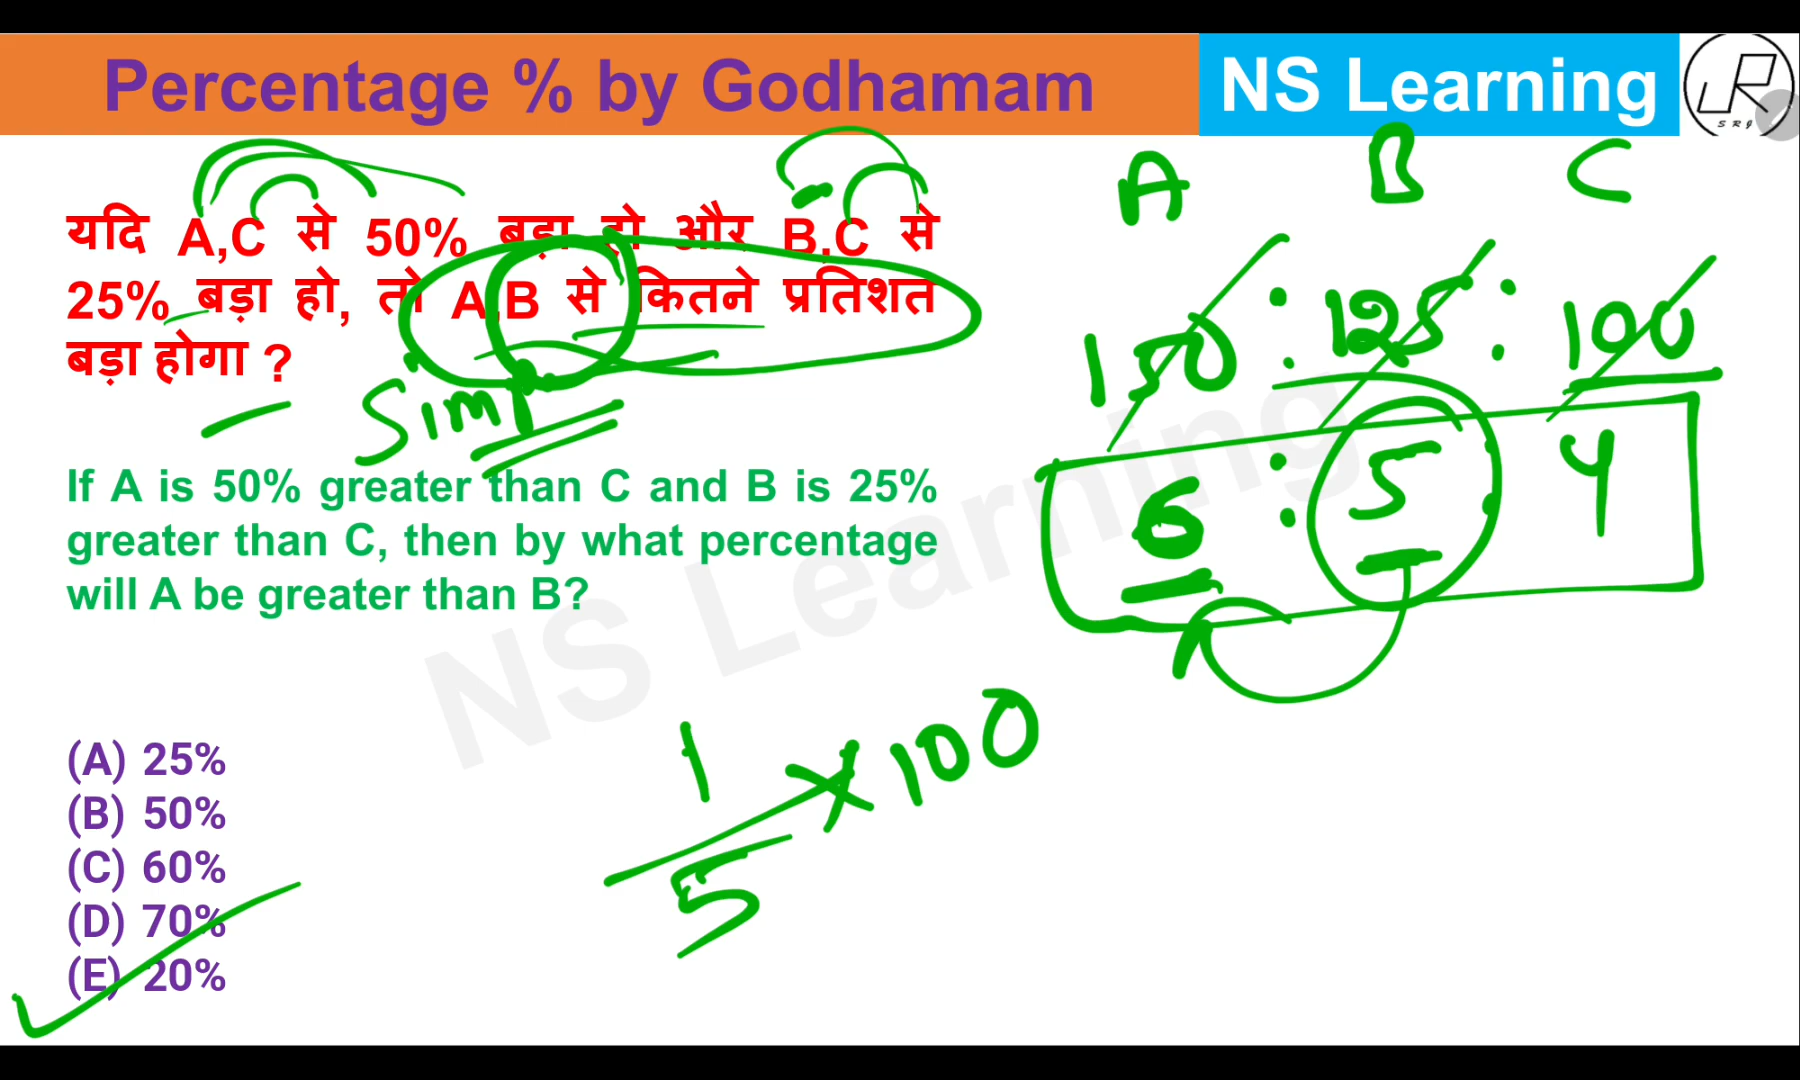 Percentage % by Godhamam
NS Learning
S R J
A B C
यदि A,C से 50% बड़ा हो और B,C से
25% बड़ा हो, तो A,B से कितने प्रतिशत
बड़ा होगा ?
150 : 125 : 100
Simp
6 : 5 : 4
If A is 50% greater than C and B is 25%
greater than C, then by what percentage
will A be greater than B?
NS Learning
1/5 × 100
(A) 25%
(B) 50%
(C) 60%
(D) 70%
(E) 20%